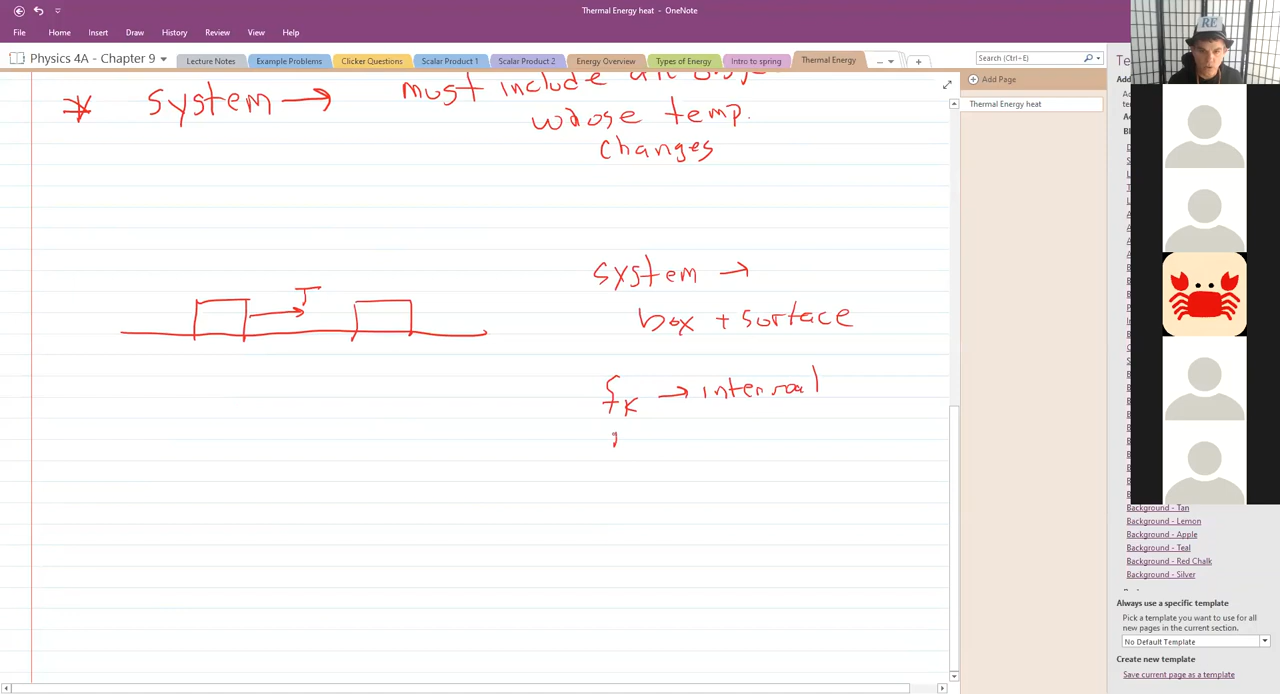 Thermal Energy heat - OneNote
File Home Insert Draw History Review View Help
Physics 4A - Chapter 9
Lecture Notes Example Problems Clicker Questions Scalar Product 1 Scalar Product 2 Energy Overview Types of Energy Intro to spring Thermal Energy
Search (Ctrl+E)
Add Page
Thermal Energy heat
RE
must include all
system →
whose temp.
changes
T
system →
box + surface
fk → internal
Background - Tan
Background - Lemon
Background - Apple
Background - Teal
Background - Red Chalk
Background - Silver
Always use a specific template
Pick a template you want to use for all
new pages in the current section.
No Default Template
Create new template
Save current page as a template